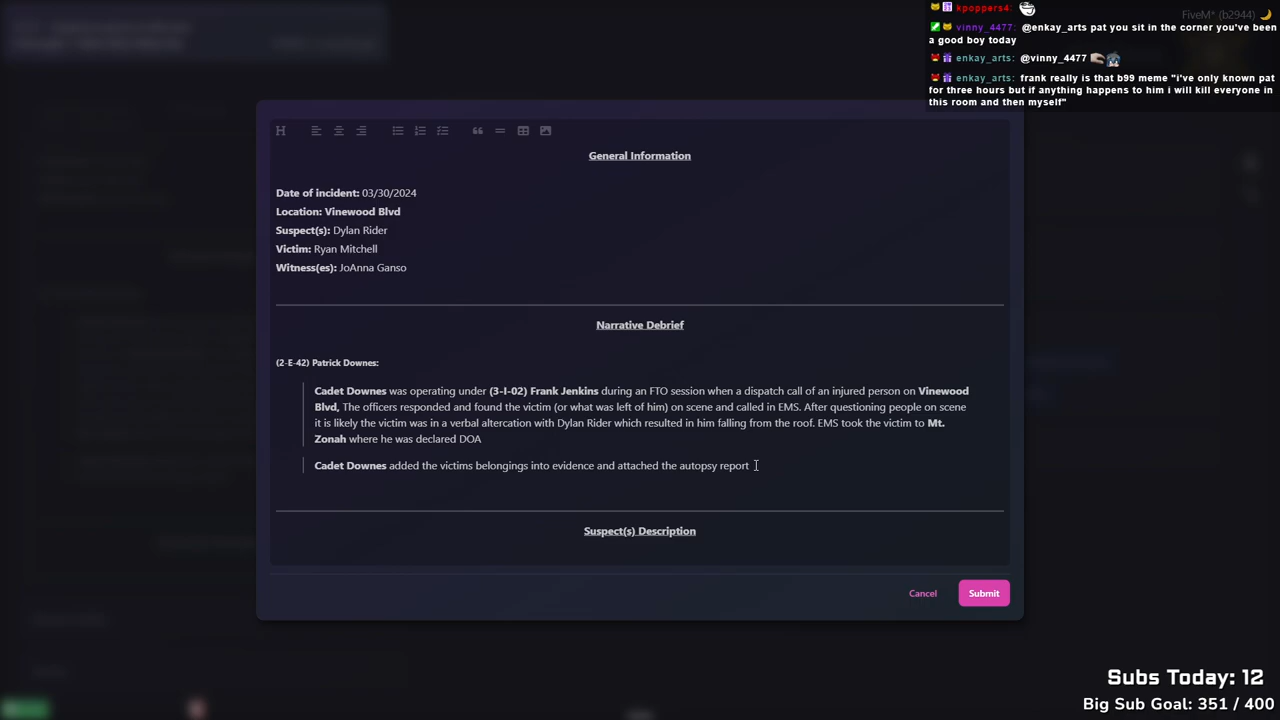 kpoppers4:
FiveM* (b2944)
vinny_4477: @enkay_arts pat you sit in the corner you've been
a good boy today
enkay_arts: @vinny_4477
enkay_arts: frank really is that b99 meme "i've only known pat
for three hours but if anything happens to him i will kill everyone in
this room and then myself"
H
General Information
Date of incident: 03/30/2024
Location: Vinewood Blvd
Suspect(s): Dylan Rider
Victim: Ryan Mitchell
Witness(es): JoAnna Ganso
Narrative Debrief
(2-E-42) Patrick Downes:
Cadet Downes was operating under (3-I-02) Frank Jenkins during an FTO session when a dispatch call of an injured person on Vinewood
Blvd, The officers responded and found the victim (or what was left of him) on scene and called in EMS. After questioning people on scene
it is likely the victim was in a verbal altercation with Dylan Rider which resulted in him falling from the roof. EMS took the victim to Mt.
Zonah where he was declared DOA
Cadet Downes added the victims belongings into evidence and attached the autopsy report
Suspect(s) Description
Cancel
Submit
Subs Today: 12
Big Sub Goal: 351 / 400